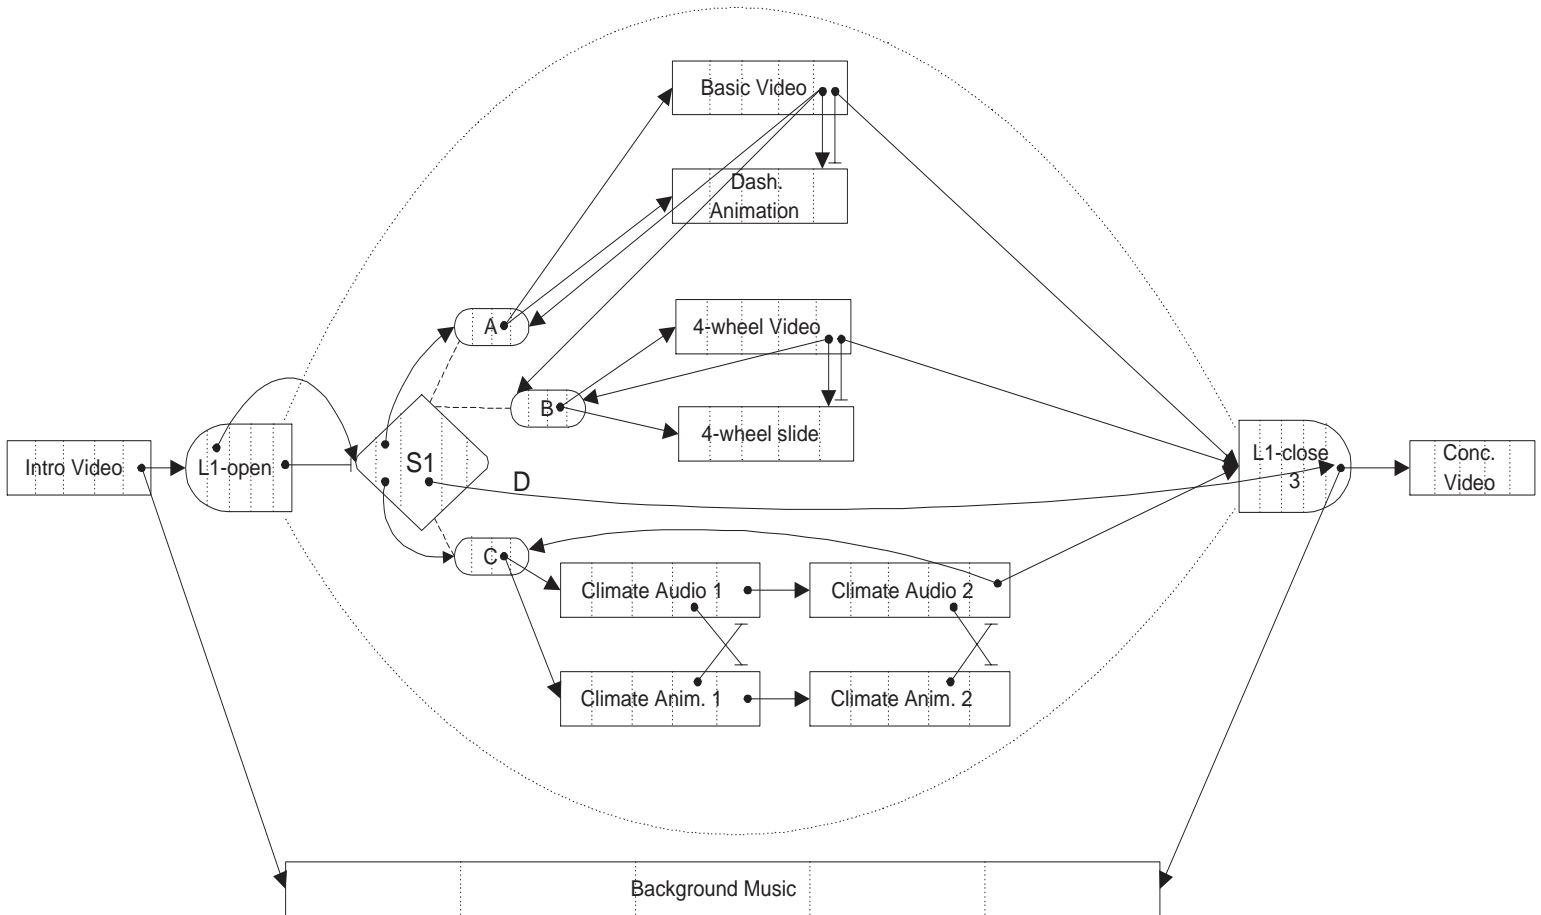 Basic Video
Dash.
Animation
A
4-wheel Video
B
4-wheel slide
Intro Video
L1-open
S1
D
L1-close
3
Conc.
Video
C
Climate Audio 1
Climate Audio 2
Climate Anim. 1
Climate Anim. 2
Background Music